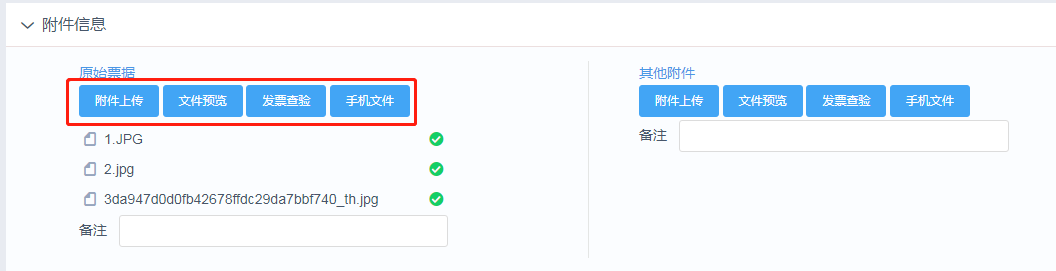 附件信息
原始票据
附件上传 文件预览 发票查验 手机文件
1.JPG
2.jpg
3da947d0d0fb42678ffdc29da7bbf740_th.jpg
备注
其他附件
附件上传 文件预览 发票查验 手机文件
备注